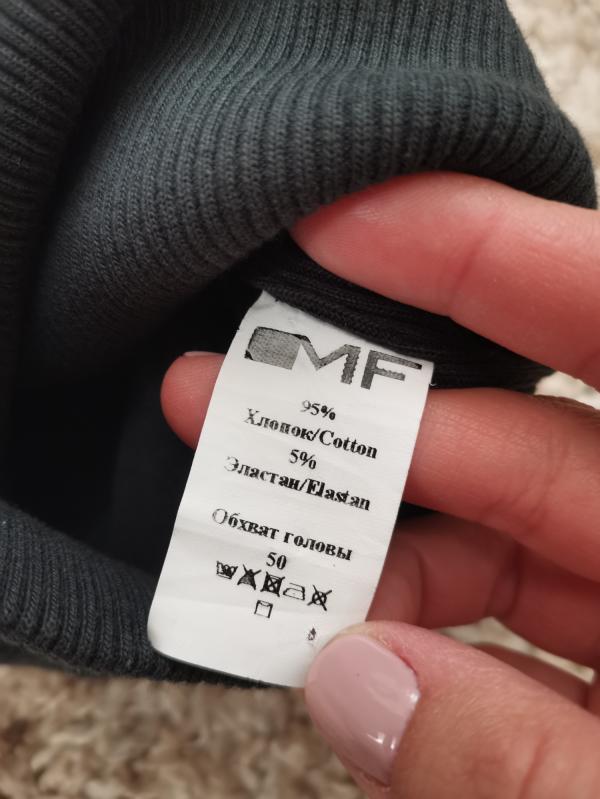 MF
95%
Хлопок/Cotton
5%
Эластан/Elastan
Обхват головы
50